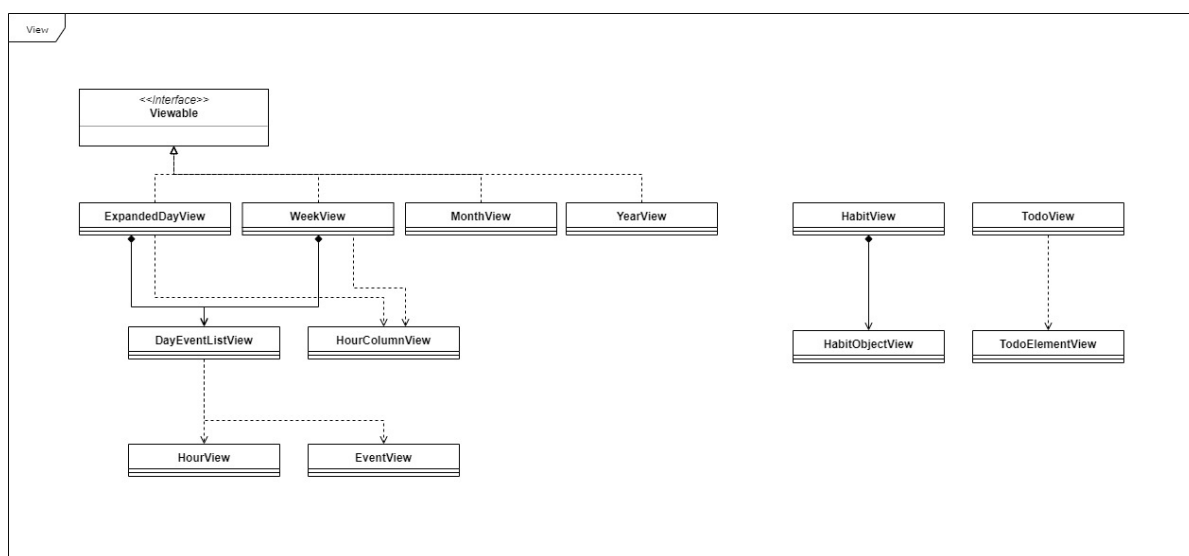 View
<<Interface>>
Viewable
ExpandedDayView
WeekView
MonthView
YearView
HabitView
TodoView
DayEventListView
HourColumnView
HabitObjectView
TodoElementView
HourView
EventView